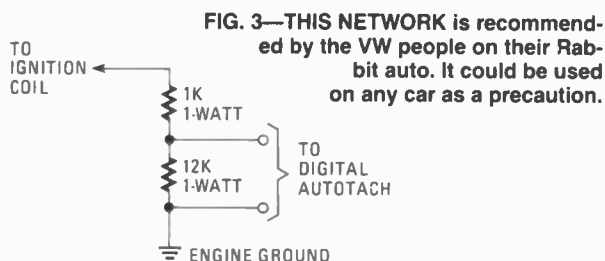 FIG. 3—THIS NETWORK is recommend-
ed by the VW people on their Rab-
bit auto. It could be used
on any car as a precaution.
TO
IGNITION
COIL
1K
1-WATT
12K
1-WATT
TO
DIGITAL
AUTOTACH
ENGINE GROUND